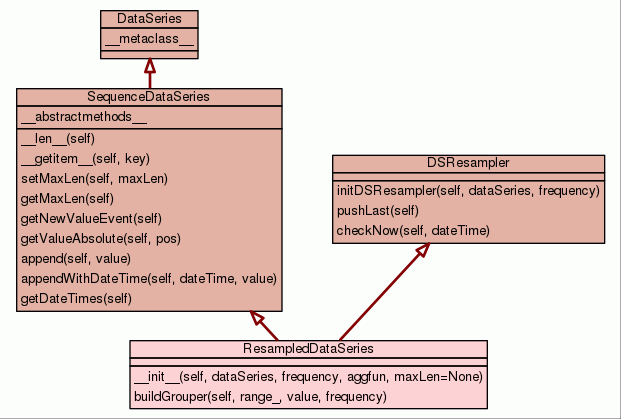 DataSeries
__metaclass__
SequenceDataSeries
__abstractmethods__
__len__(self)
__getitem__(self, key)
setMaxLen(self, maxLen)
getMaxLen(self)
getNewValueEvent(self)
getValueAbsolute(self, pos)
append(self, value)
appendWithDateTime(self, dateTime, value)
getDateTimes(self)
DSResampler
initDSResampler(self, dataSeries, frequency)
pushLast(self)
checkNow(self, dateTime)
ResampledDataSeries
__init__(self, dataSeries, frequency, aggfun, maxLen=None)
buildGrouper(self, range_, value, frequency)